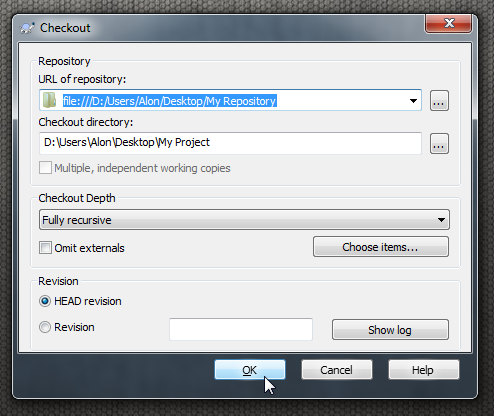 Checkout
Repository
URL of repository:
file:///D:/Users/Alon/Desktop/My Repository
...
Checkout directory:
D:\Users\Alon\Desktop\My Project
...
Multiple, independent working copies
Checkout Depth
Fully recursive
Omit externals
Choose items...
Revision
HEAD revision
Revision
Show log
OK
Cancel
Help